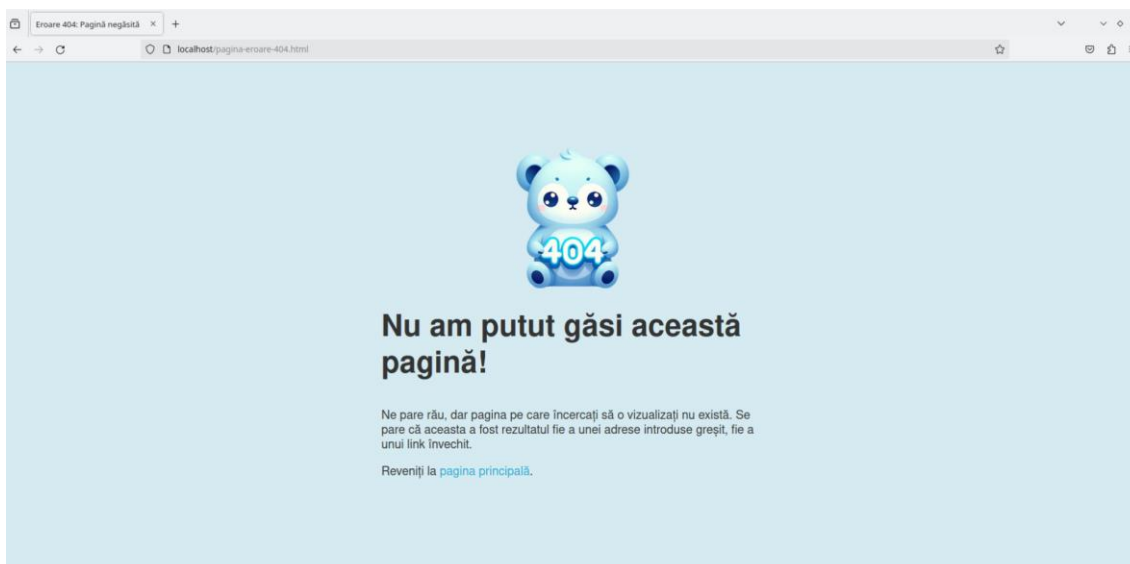 Eroare 404: Pagină negăsită
localhost/pagina-eroare-404.html
404
Nu am putut găsi această
pagină!
Ne pare rău, dar pagina pe care încercați să o vizualizați nu există. Se
pare că aceasta a fost rezultatul fie a unei adrese introduse greșit, fie a
unui link învechit.
Reveniți la pagina principală.